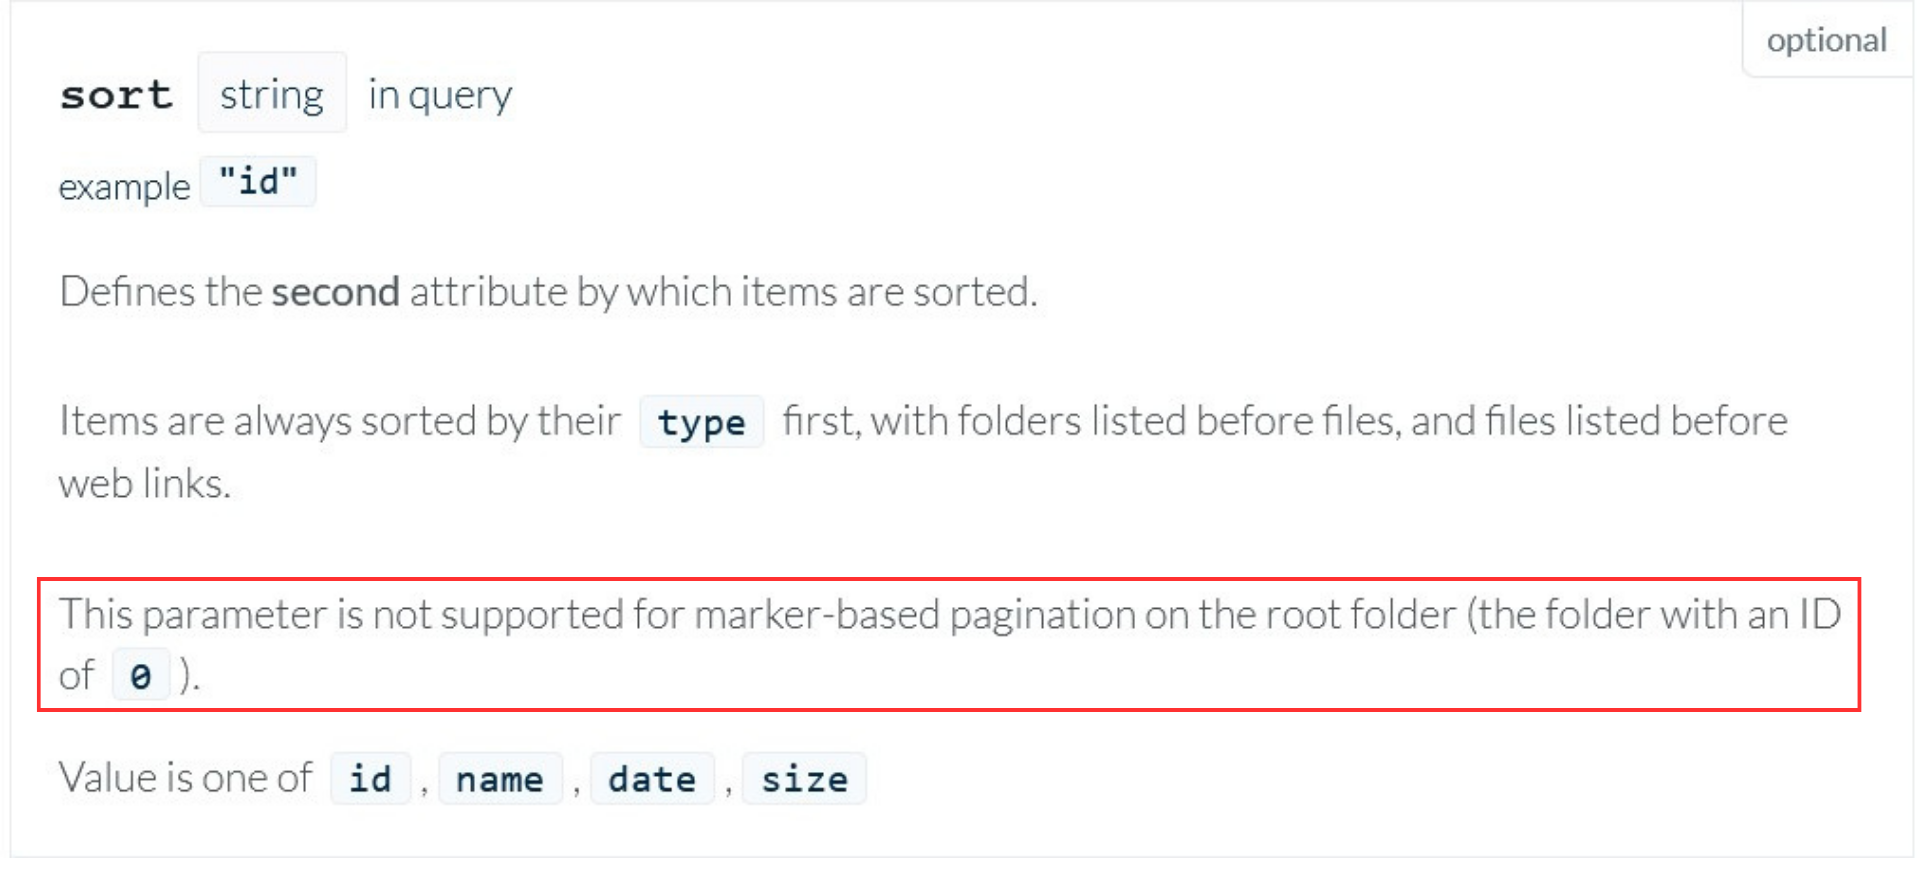 optional
sort string in query
example "id"
Defines the second attribute by which items are sorted.
Items are always sorted by their type first, with folders listed before files, and files listed before
web links.
This parameter is not supported for marker-based pagination on the root folder (the folder with an ID
of 0 ).
Value is one of id , name , date , size